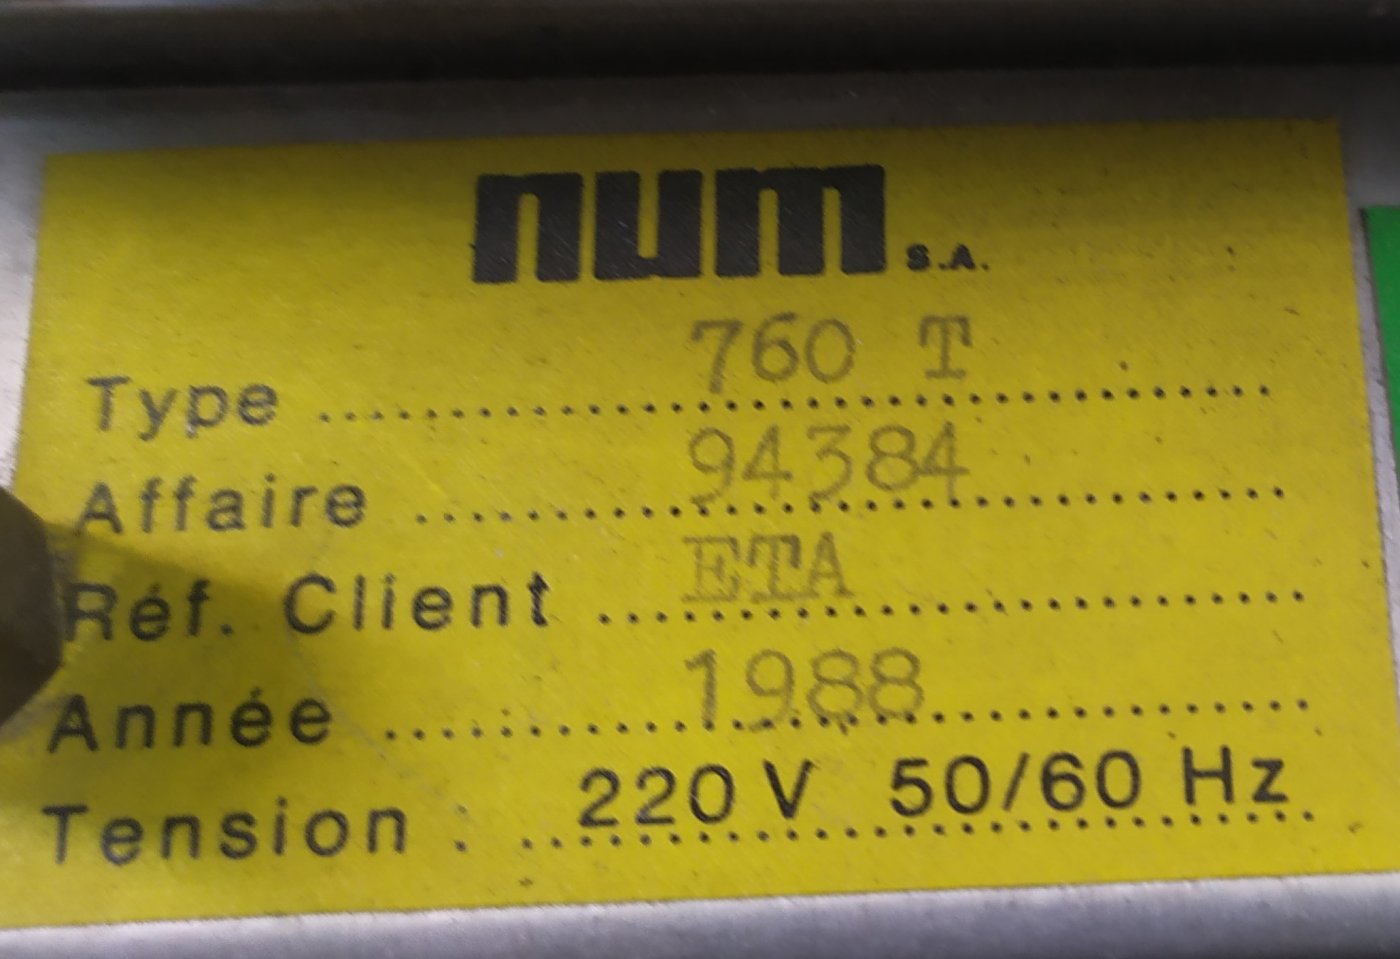 num S.A.
Type ........ 760 T
Affaire ........ 94384
Réf. Client ........ ETA
Année ........ 1988
Tension : ........ 220 V 50/60 Hz